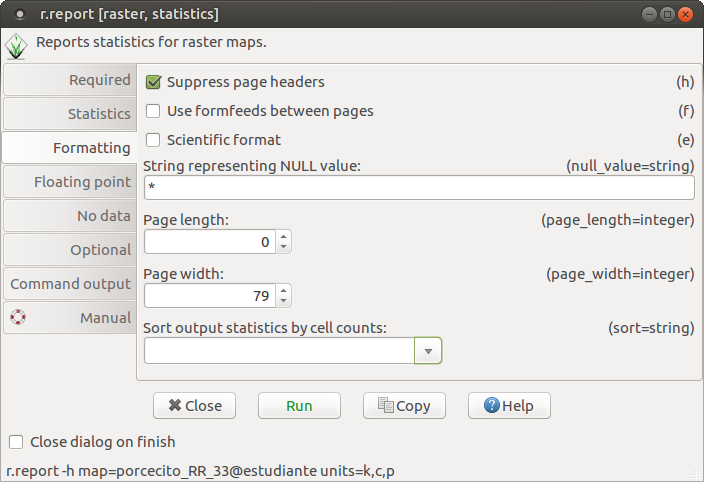 r.report [raster, statistics]
Reports statistics for raster maps.
Required
Statistics
Formatting
Floating point
No data
Optional
Command output
Manual
Suppress page headers (h)
Use formfeeds between pages (f)
Scientific format (e)
String representing NULL value: (null_value=string)
*
Page length: (page_length=integer)
0
Page width: (page_width=integer)
79
Sort output statistics by cell counts: (sort=string)
Close Run Copy Help
Close dialog on finish
r.report -h map=porcecito_RR_33@estudiante units=k,c,p